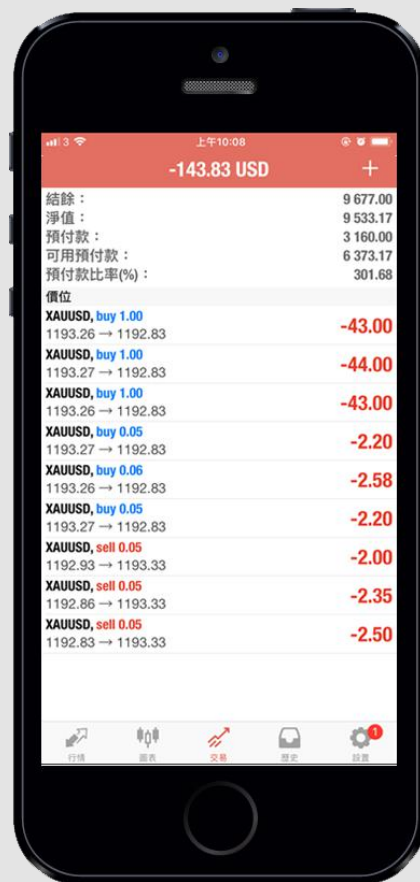 3 上午10:08
-143.83 USD +
結餘： 9 677.00
淨值： 9 533.17
預付款： 3 160.00
可用預付款： 6 373.17
預付款比率(%)： 301.68
價位
XAUUSD, buy 1.00
1193.26 → 1192.83 -43.00
XAUUSD, buy 1.00
1193.27 → 1192.83 -44.00
XAUUSD, buy 1.00
1193.26 → 1192.83 -43.00
XAUUSD, buy 0.05
1193.27 → 1192.83 -2.20
XAUUSD, buy 0.06
1193.26 → 1192.83 -2.58
XAUUSD, buy 0.05
1193.27 → 1192.83 -2.20
XAUUSD, sell 0.05
1192.93 → 1193.33 -2.00
XAUUSD, sell 0.05
1192.86 → 1193.33 -2.35
XAUUSD, sell 0.05
1192.83 → 1193.33 -2.50
1
行情 圖表 交易 歷史 設置